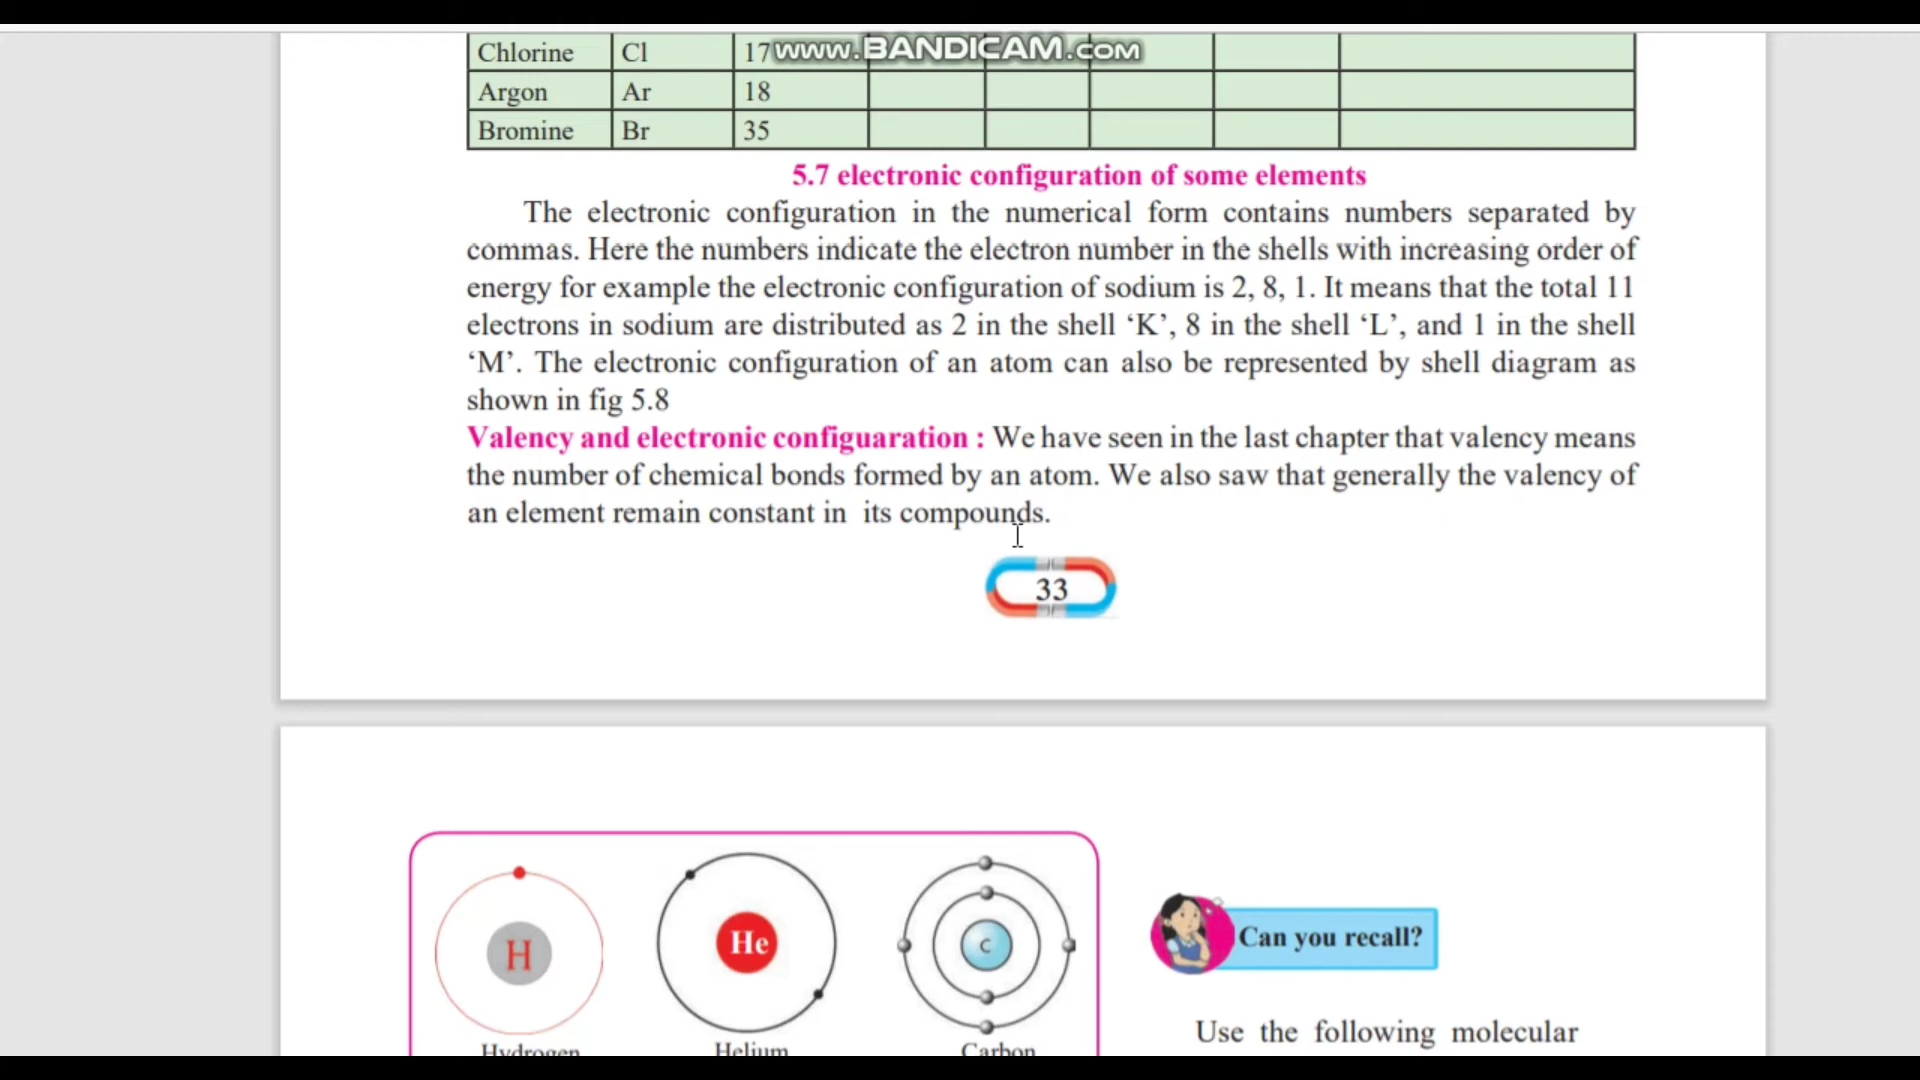 www.BANDICAM.com
Chlorine Cl 17
Argon Ar 18
Bromine Br 35
5.7 electronic configuration of some elements
The electronic configuration in the numerical form contains numbers separated by
commas. Here the numbers indicate the electron number in the shells with increasing order of
energy for example the electronic configuration of sodium is 2, 8, 1. It means that the total 11
electrons in sodium are distributed as 2 in the shell ‘K’, 8 in the shell ‘L’, and 1 in the shell
‘M’. The electronic configuration of an atom can also be represented by shell diagram as
shown in fig 5.8
Valency and electronic configuaration : We have seen in the last chapter that valency means
the number of chemical bonds formed by an atom. We also saw that generally the valency of
an element remain constant in its compounds.
33
H
He
C
Hydrogen
Helium
Carbon
Can you recall?
Use the following molecular